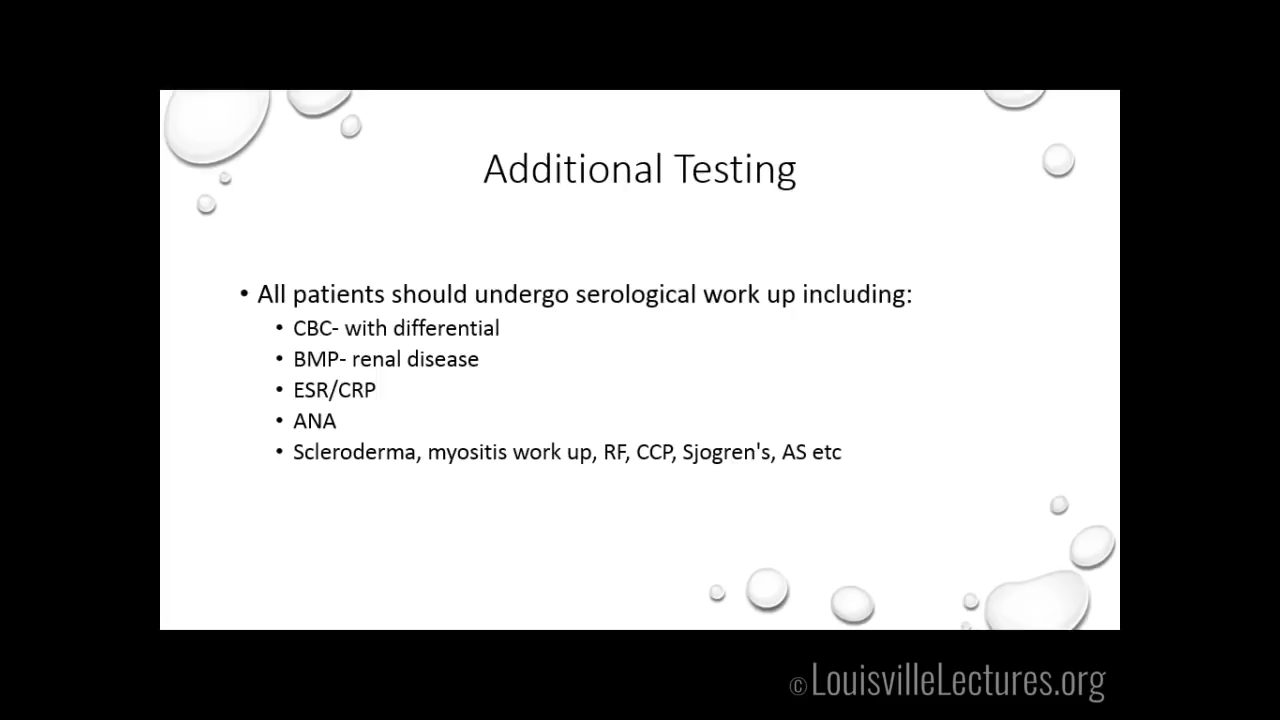 Additional Testing
• All patients should undergo serological work up including:
• CBC- with differential
• BMP- renal disease
• ESR/CRP
• ANA
• Scleroderma, myositis work up, RF, CCP, Sjogren's, AS etc
© LouisvilleLectures.org